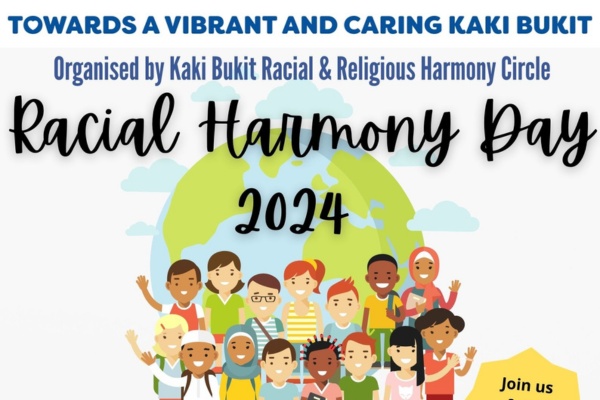 TOWARDS A VIBRANT AND CARING KAKI BUKIT
Organised by Kaki Bukit Racial & Religious Harmony Circle
Racial Harmony Day
2024
Join us